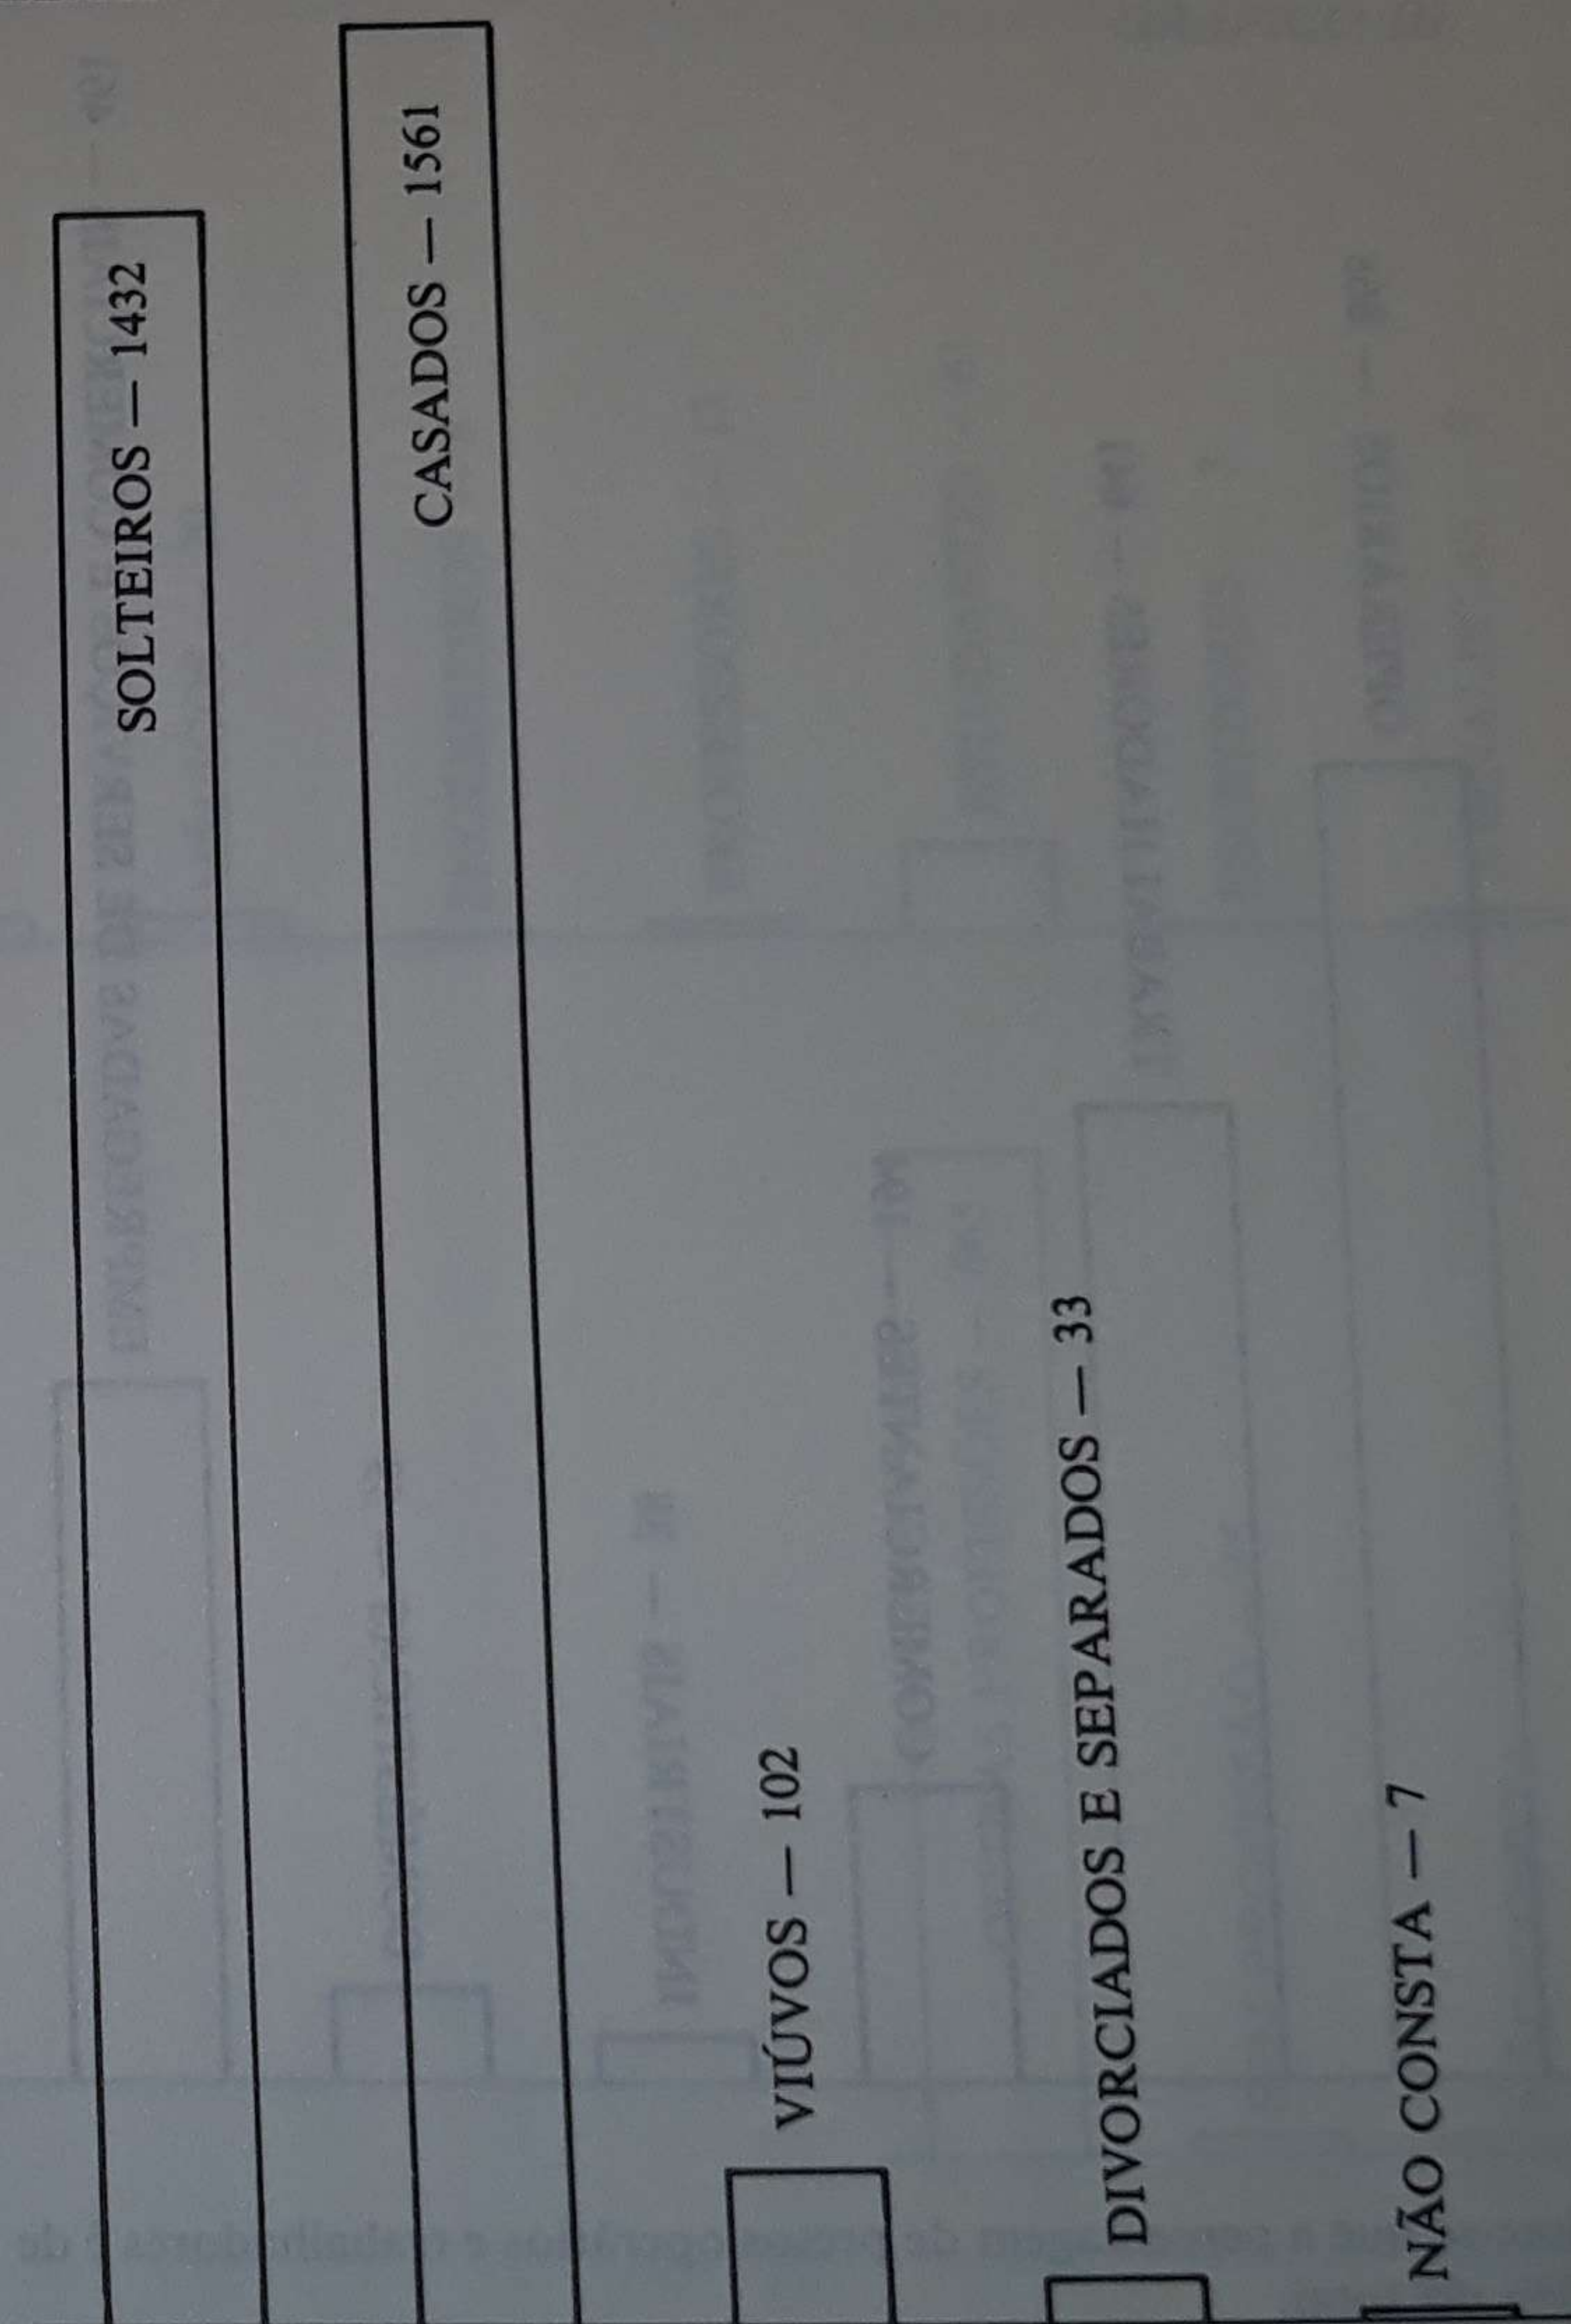 SOLTEIROS — 1432
CASADOS — 1561
VIÚVOS — 102
DIVORCIADOS E SEPARADOS — 33
NÃO CONSTA — 7